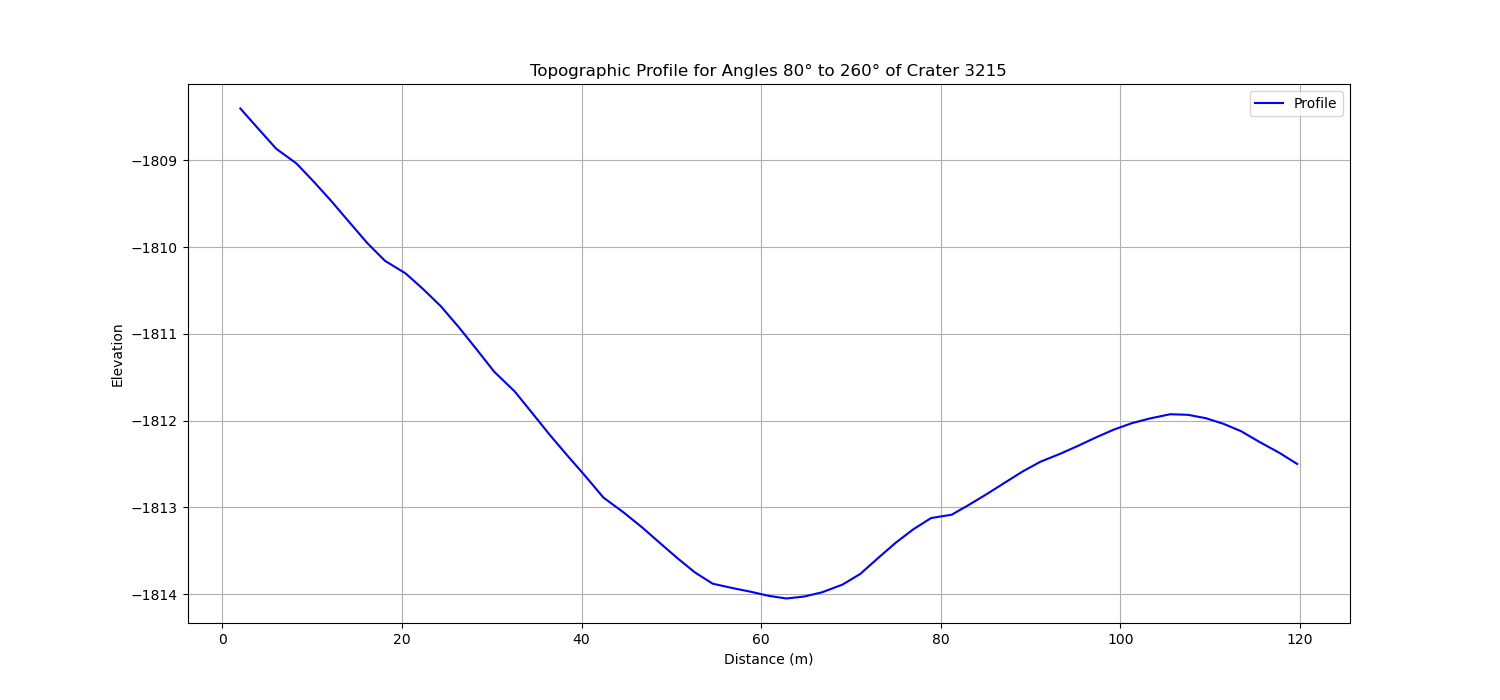 Topographic Profile for Angles 80° to 260° of Crater 3215
Profile
−1809
−1810
−1811
−1812
−1813
−1814
Elevation
0 20 40 60 80 100 120
Distance (m)